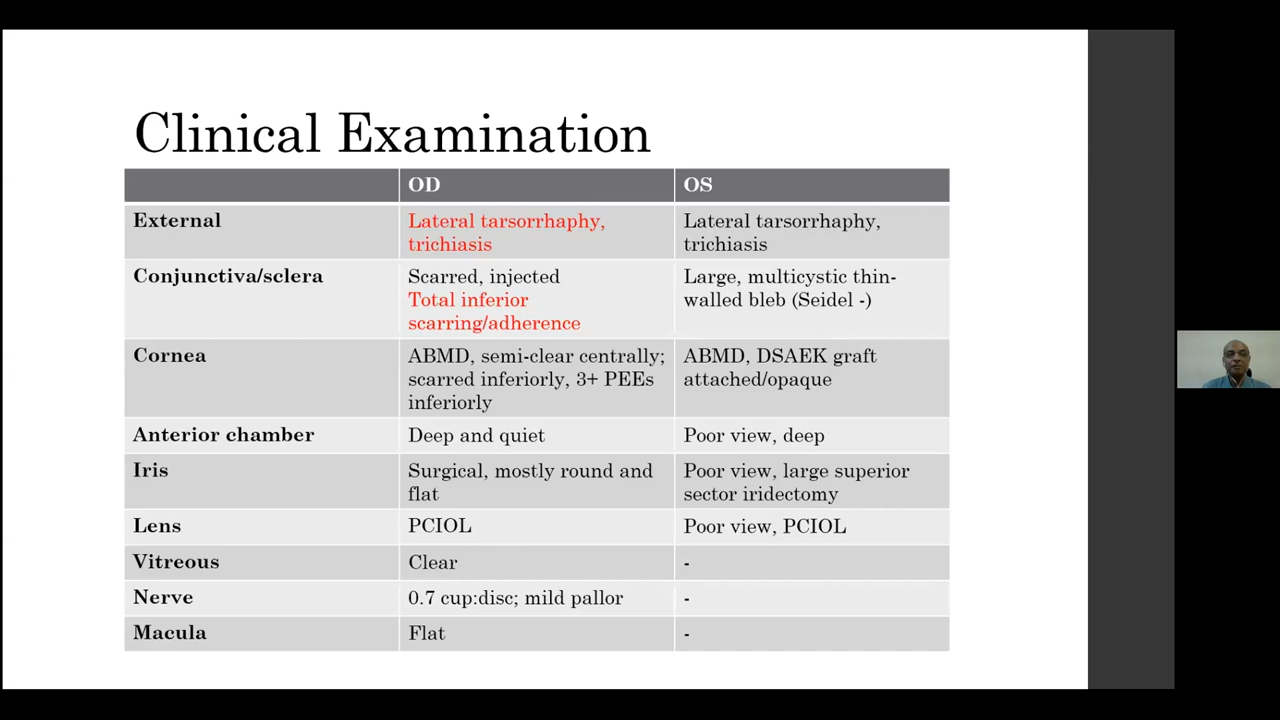 Clinical Examination
OD OS
External Lateral tarsorrhaphy, Lateral tarsorrhaphy,
trichiasis trichiasis
Conjunctiva/sclera Scarred, injected Large, multicystic thin-
Total inferior walled bleb (Seidel -)
scarring/adherence
Cornea ABMD, semi-clear centrally; ABMD, DSAEK graft
scarred inferiorly, 3+ PEEs attached/opaque
inferiorly
Anterior chamber Deep and quiet Poor view, deep
Iris Surgical, mostly round and Poor view, large superior
flat sector iridectomy
Lens PCIOL Poor view, PCIOL
Vitreous Clear -
Nerve 0.7 cup:disc; mild pallor -
Macula Flat -